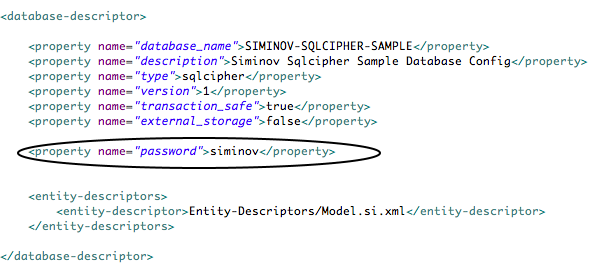 <database-descriptor>
<property name="database_name">SIMINOV-SQLCIPHER-SAMPLE</property>
<property name="description">Siminov Sqlcipher Sample Database Config</property>
<property name="type">sqlcipher</property>
<property name="version">1</property>
<property name="transaction_safe">true</property>
<property name="external_storage">false</property>
<property name="password">siminov</property>
<entity-descriptors>
<entity-descriptor>Entity-Descriptors/Model.si.xml</entity-descriptor>
</entity-descriptors>
</database-descriptor>